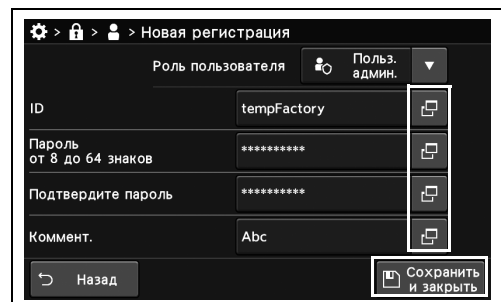 > > > Новая регистрация
Роль пользователя Польз. админ. ▼
ID tempFactory
Пароль
от 8 до 64 знаков **********
Подтвердите пароль **********
Коммент. Abc
Назад Сохранить
и закрыть